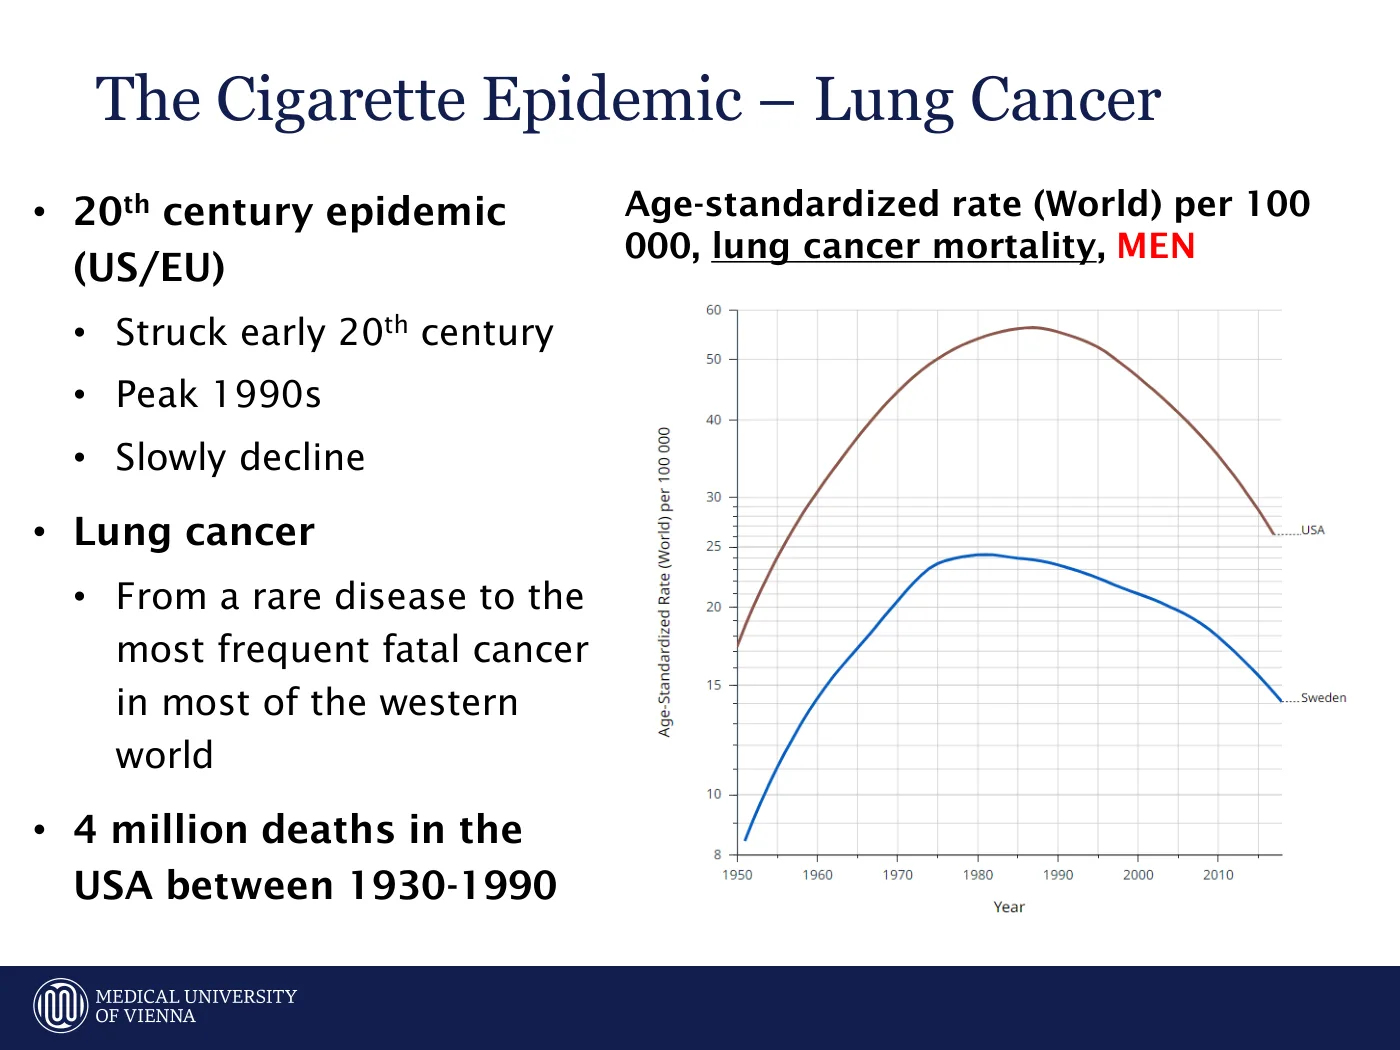 The Cigarette Epidemic – Lung Cancer
• 20th century epidemic
(US/EU)
• Struck early 20th century
• Peak 1990s
• Slowly decline
• Lung cancer
• From a rare disease to the
most frequent fatal cancer
in most of the western
world
• 4 million deaths in the
USA between 1930-1990
Age-standardized rate (World) per 100
000, lung cancer mortality, MEN
Age-Standardized Rate (World) per 100 000
60
50
40
30
25
20
15
10
8
USA
Sweden
1950 1960 1970 1980 1990 2000 2010
Year
MEDICAL UNIVERSITY
OF VIENNA